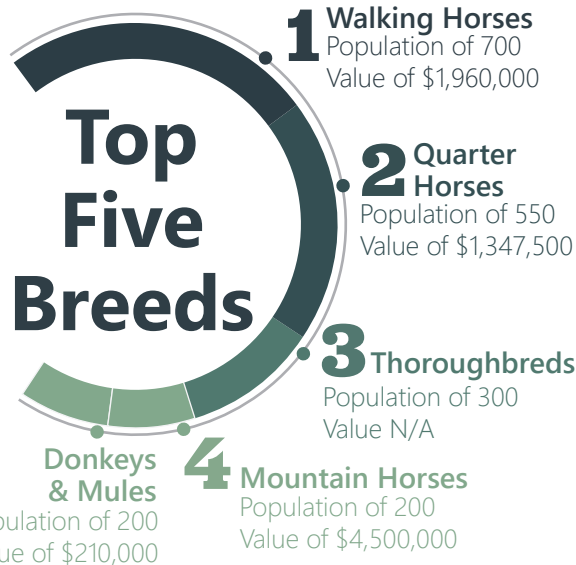 Top
Five
Breeds
1
Walking Horses
Population of 700
Value of $1,960,000
2
Quarter
Horses
Population of 550
Value of $1,347,500
3
Thoroughbreds
Population of 300
Value N/A
4
Mountain Horses
Population of 200
Value of $4,500,000
Donkeys
& Mules
of 200
of $210,000